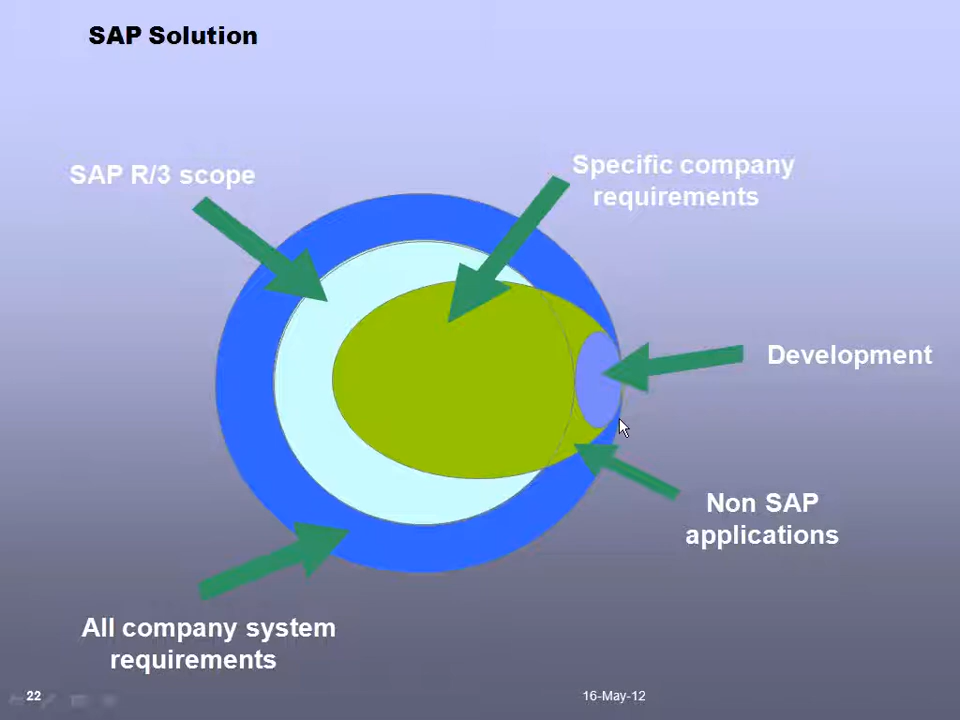 SAP Solution
SAP R/3 scope
Specific company
requirements
Development
Non SAP
applications
All company system
requirements
22
16-May-12